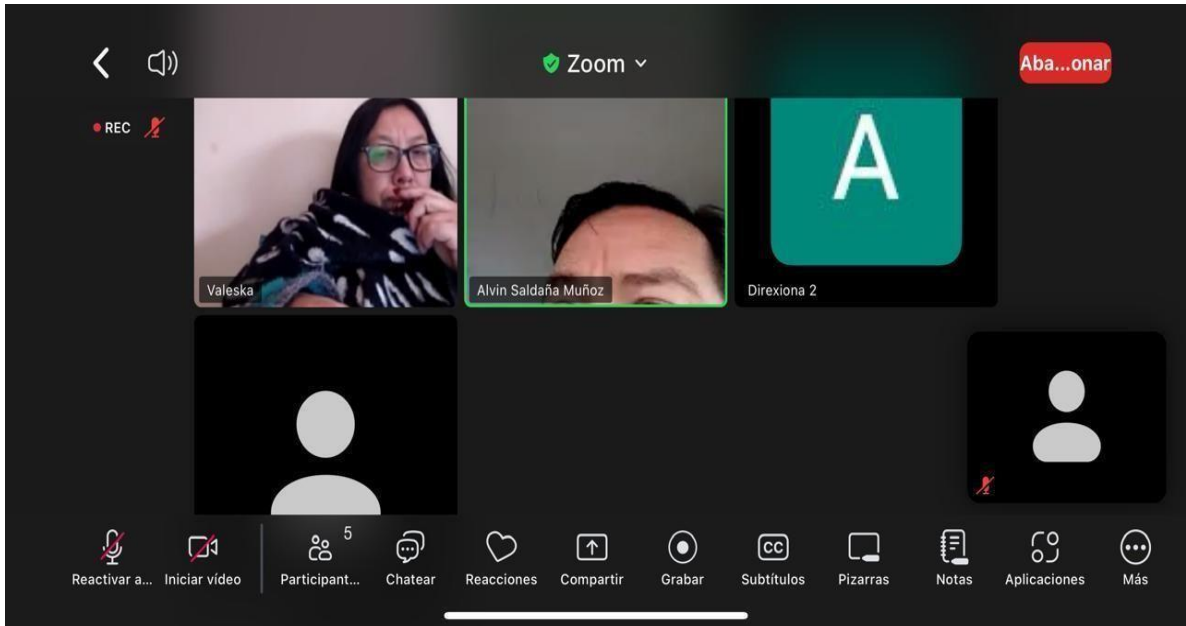 Zoom
Aba...onar
REC
A
Valeska
Alvin Saldaña Muñoz
Direxiona 2
5
Reactivar a...
Iniciar vídeo
Participant...
Chatear
Reacciones
Compartir
Grabar
CC
Subtítulos
Pizarras
Notas
Aplicaciones
Más